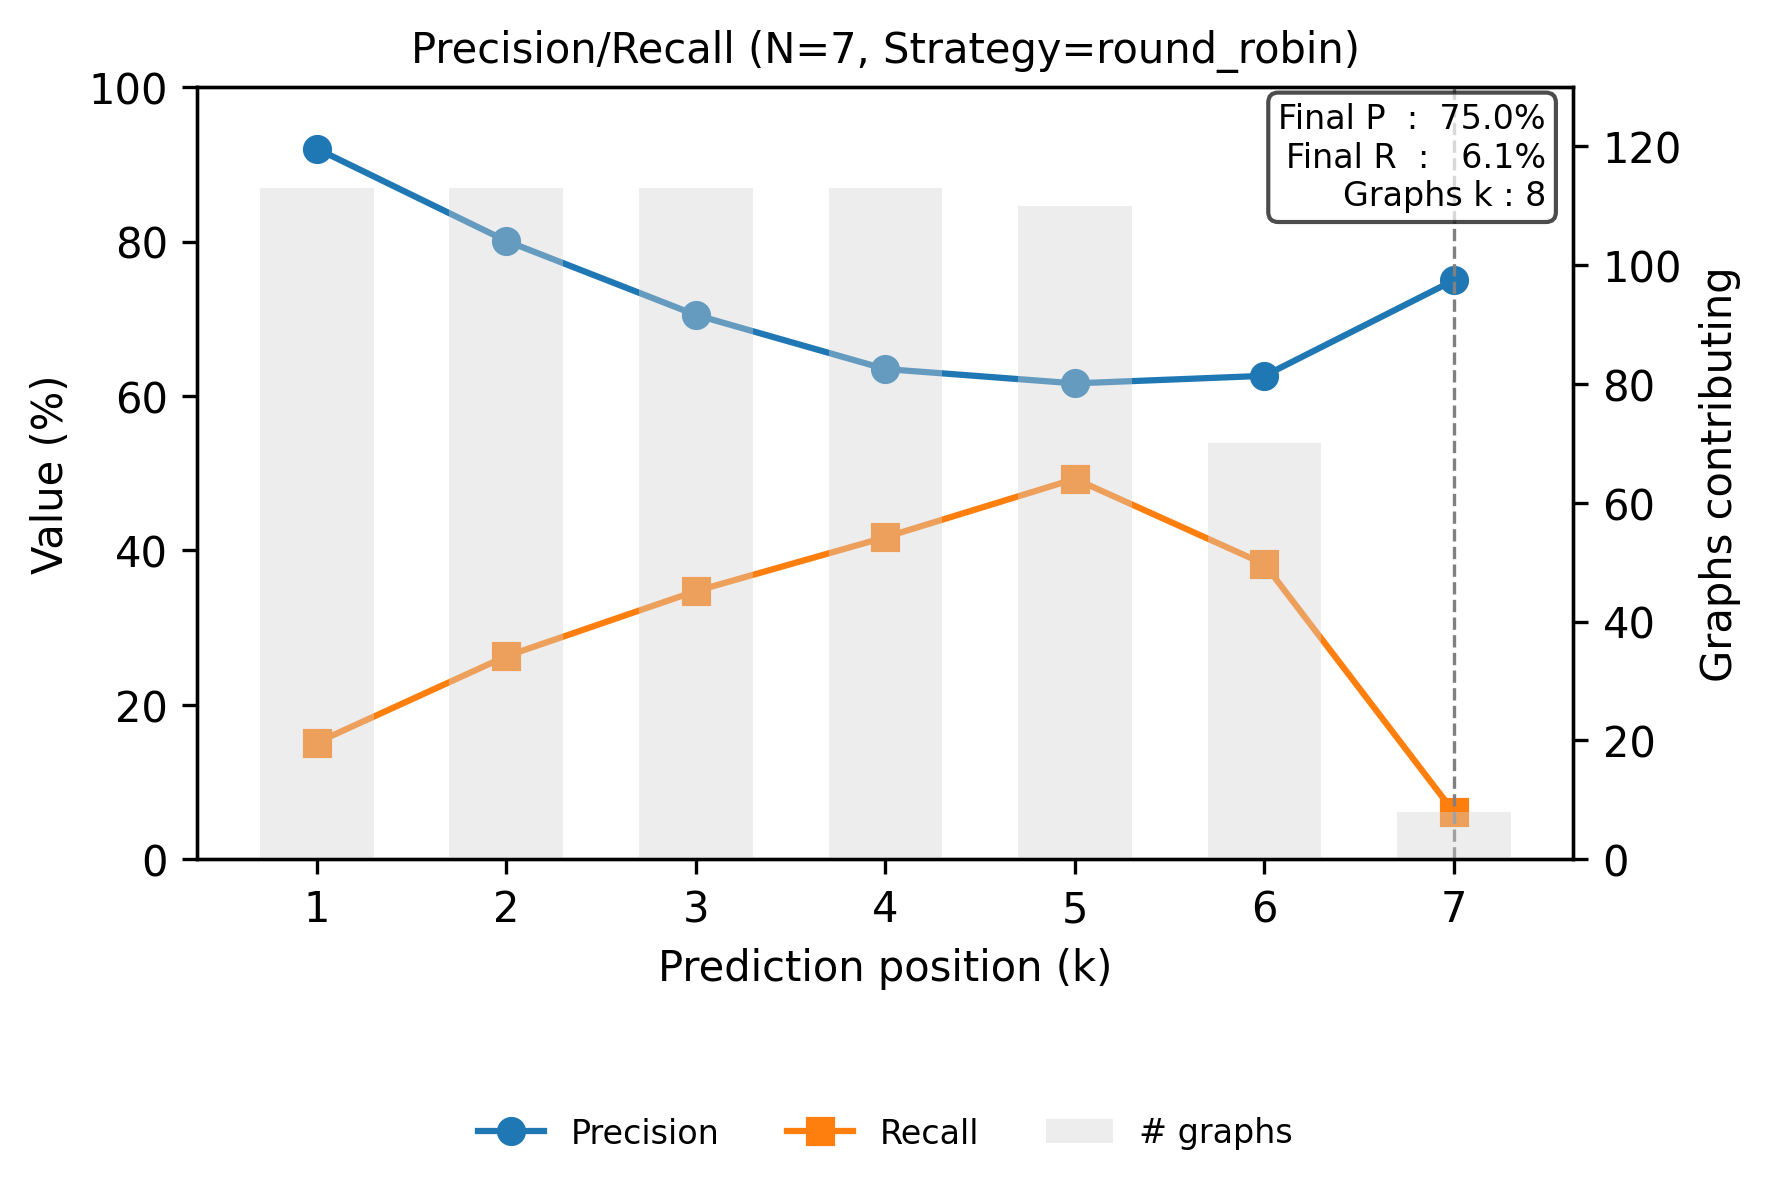 Precision/Recall (N=7, Strategy=round_robin)
100
80
60
40
20
0
Value (%)
Final P : 75.0%
Final R : 6.1%
Graphs k : 8
120
100
80
60
40
20
0
Graphs contributing
1 2 3 4 5 6 7
Prediction position (k)
Precision Recall # graphs